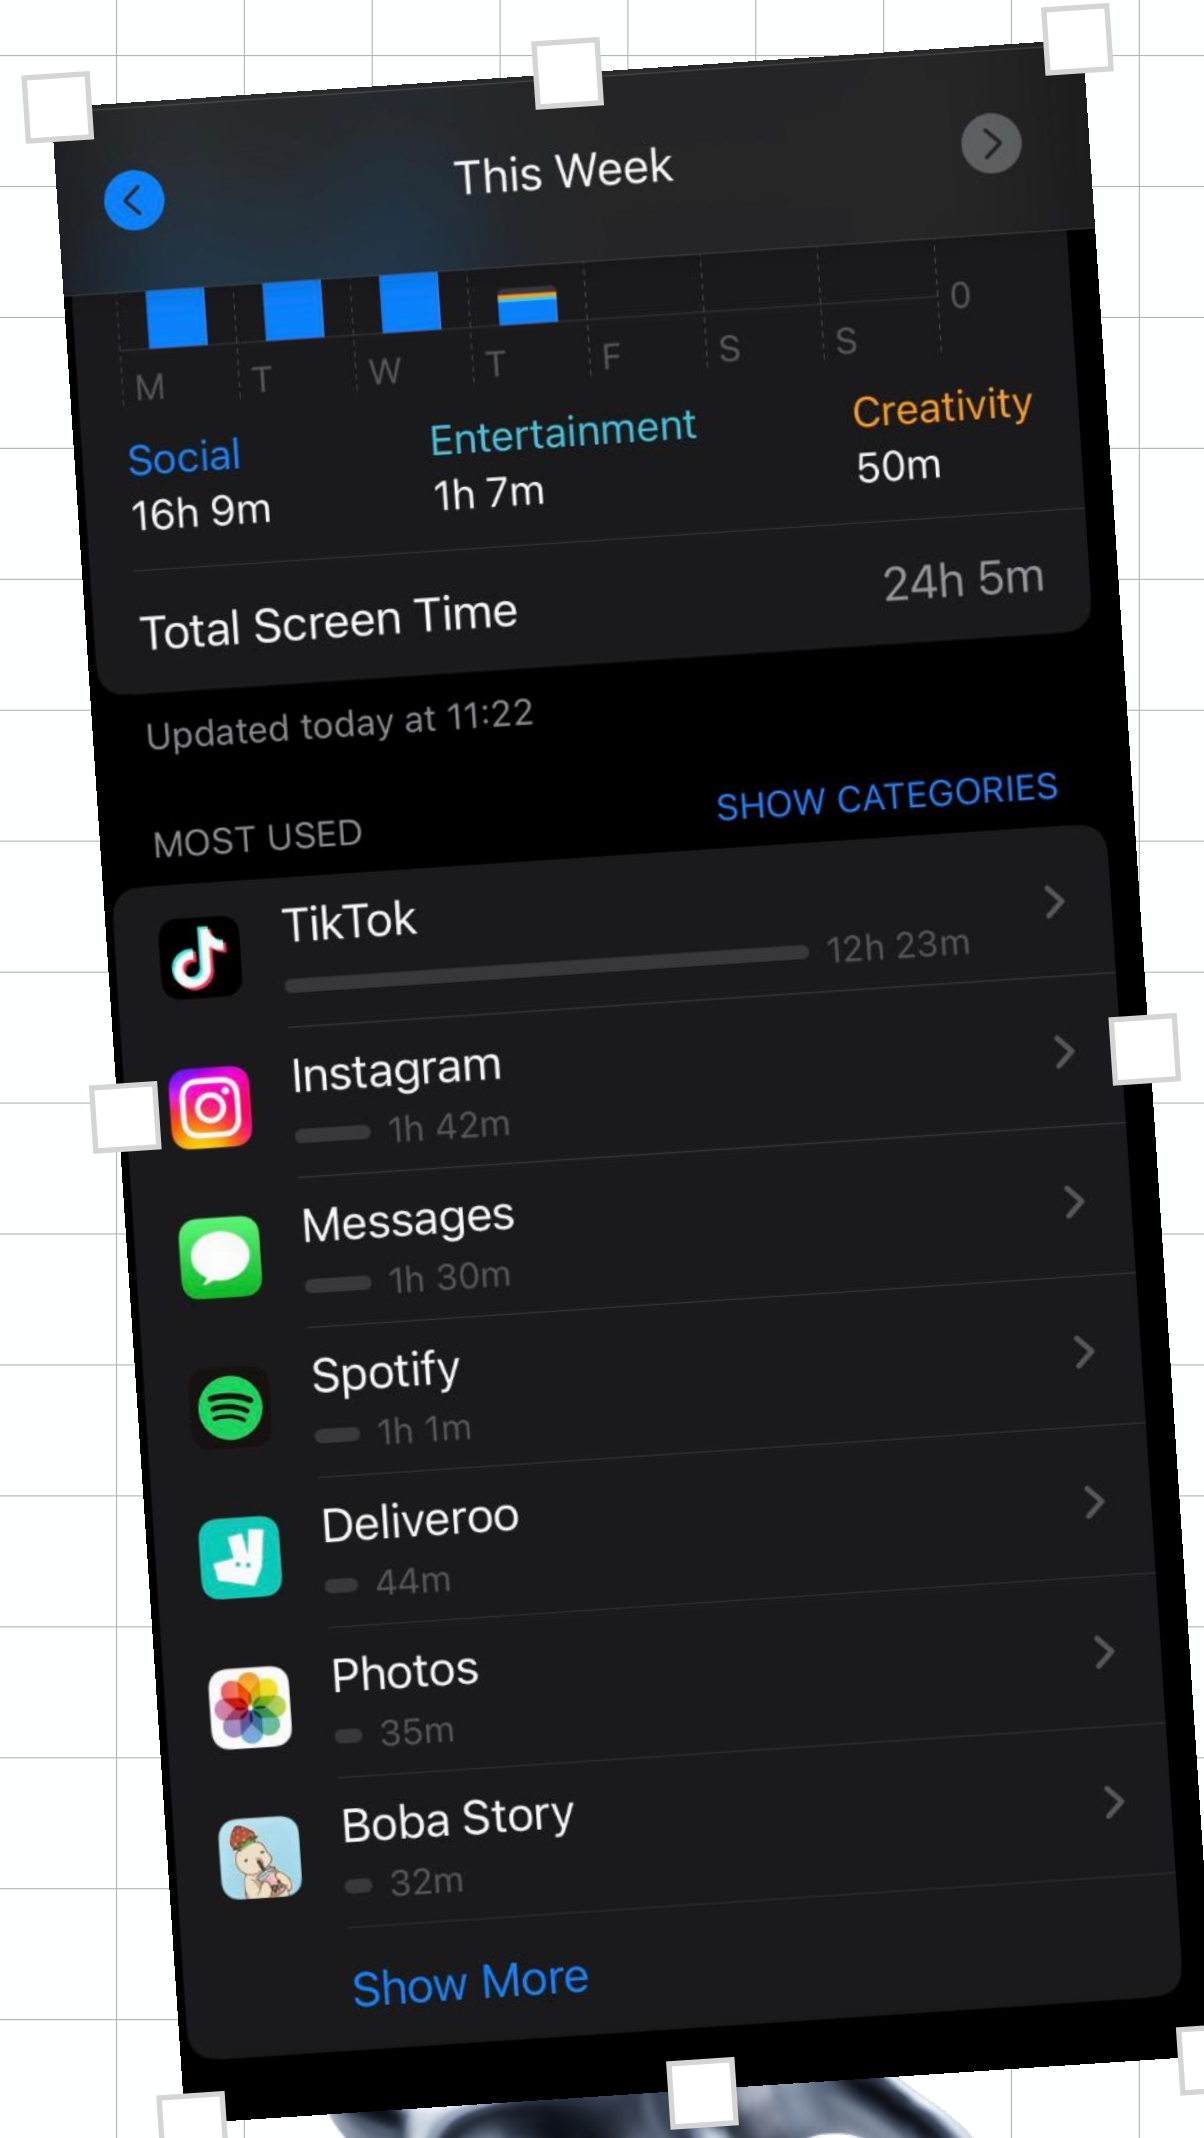 This Week
0
M T W T F S S
Social Entertainment Creativity
16h 9m 1h 7m 50m
Total Screen Time 24h 5m
Updated today at 11:22
MOST USED SHOW CATEGORIES
TikTok
12h 23m
Instagram
1h 42m
Messages
1h 30m
Spotify
1h 1m
Deliveroo
44m
Photos
35m
Boba Story
32m
Show More